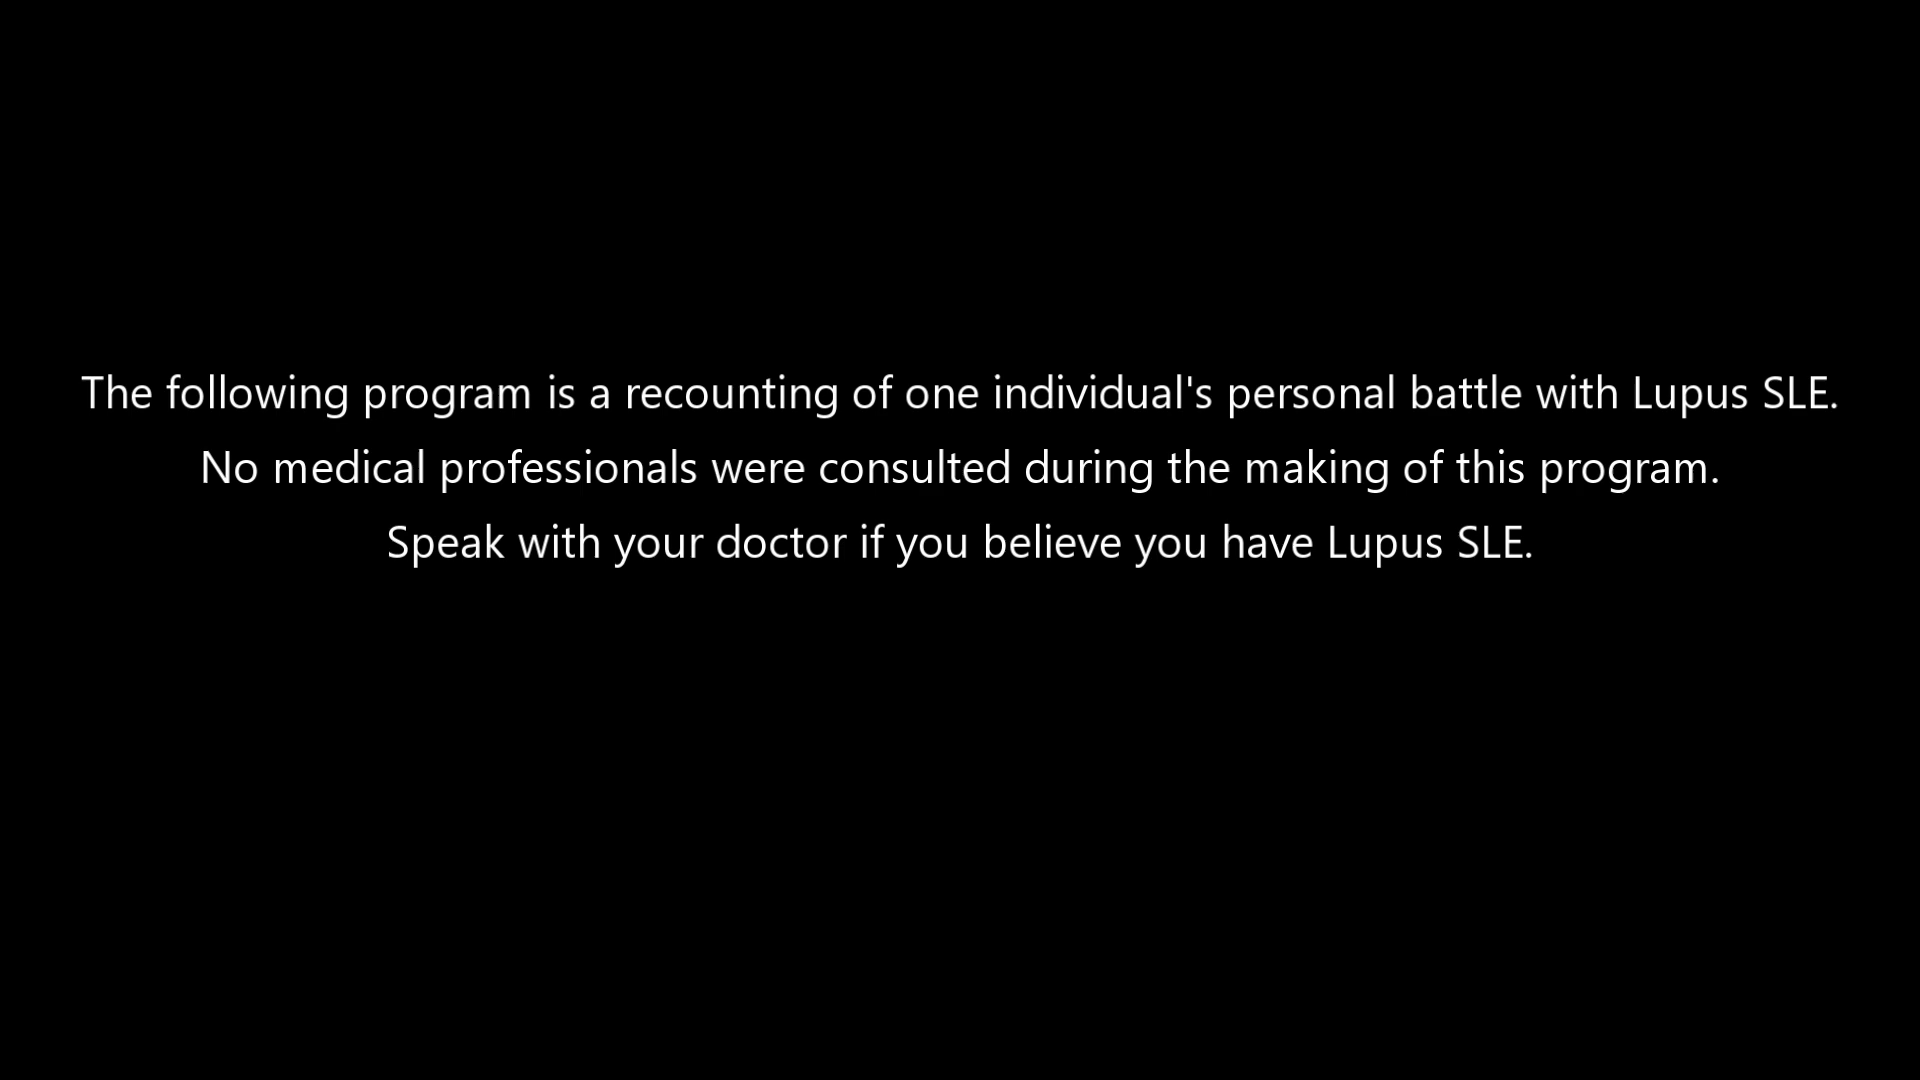 The following program is a recounting of one individual's personal battle with Lupus SLE.
No medical professionals were consulted during the making of this program.
Speak with your doctor if you believe you have Lupus SLE.